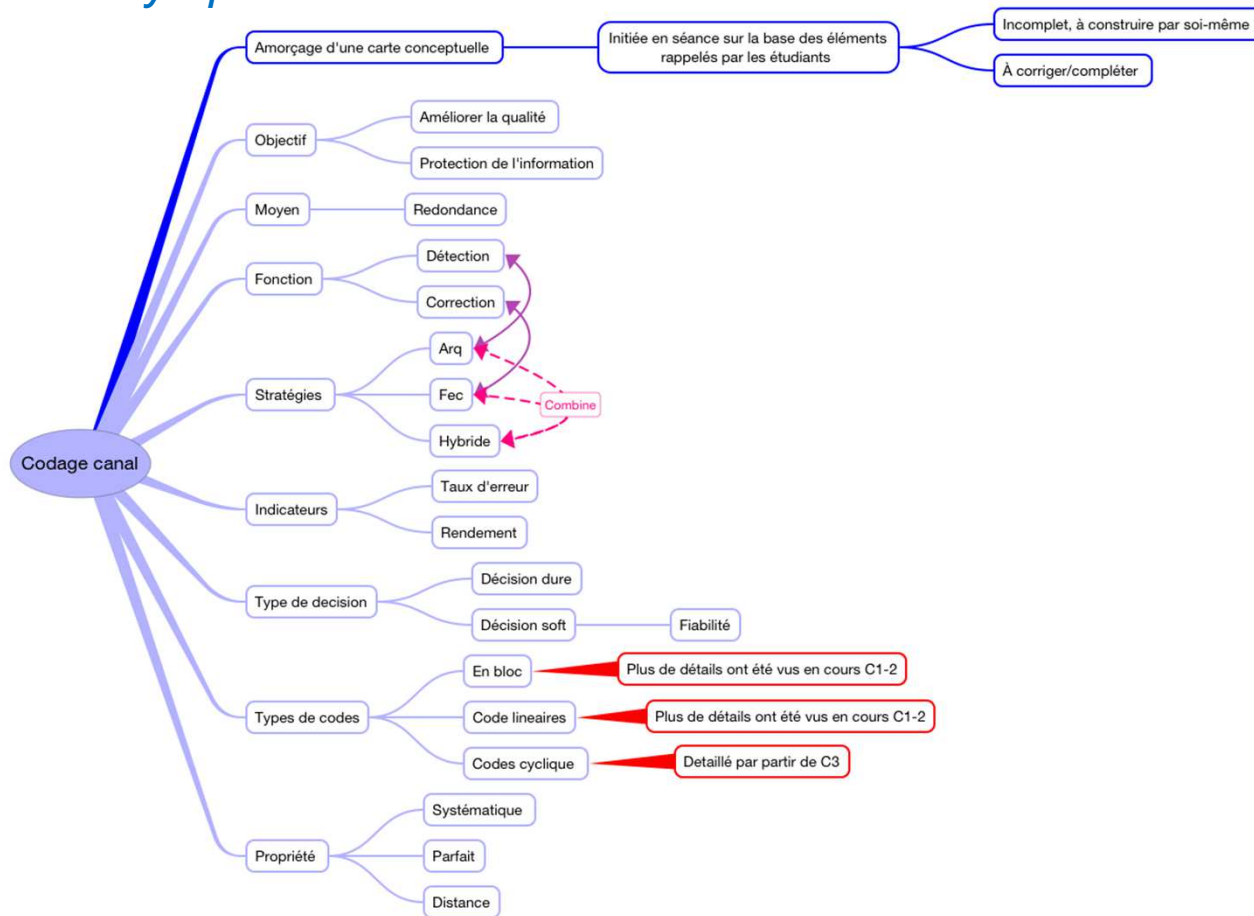 Amorçage d'une carte conceptuelle
Initiée en séance sur la base des éléments
rappelés par les étudiants
Incomplet, à construire par soi-même
À corriger/compléter
Objectif
Améliorer la qualité
Protection de l'information
Moyen
Redondance
Fonction
Détection
Correction
Stratégies
Arq
Fec
Hybride
Combine
Codage canal
Indicateurs
Taux d'erreur
Rendement
Type de decision
Décision dure
Décision soft
Fiabilité
Types de codes
En bloc
Plus de détails ont été vus en cours C1-2
Code lineaires
Plus de détails ont été vus en cours C1-2
Codes cyclique
Detaillé par partir de C3
Propriété
Systématique
Parfait
Distance